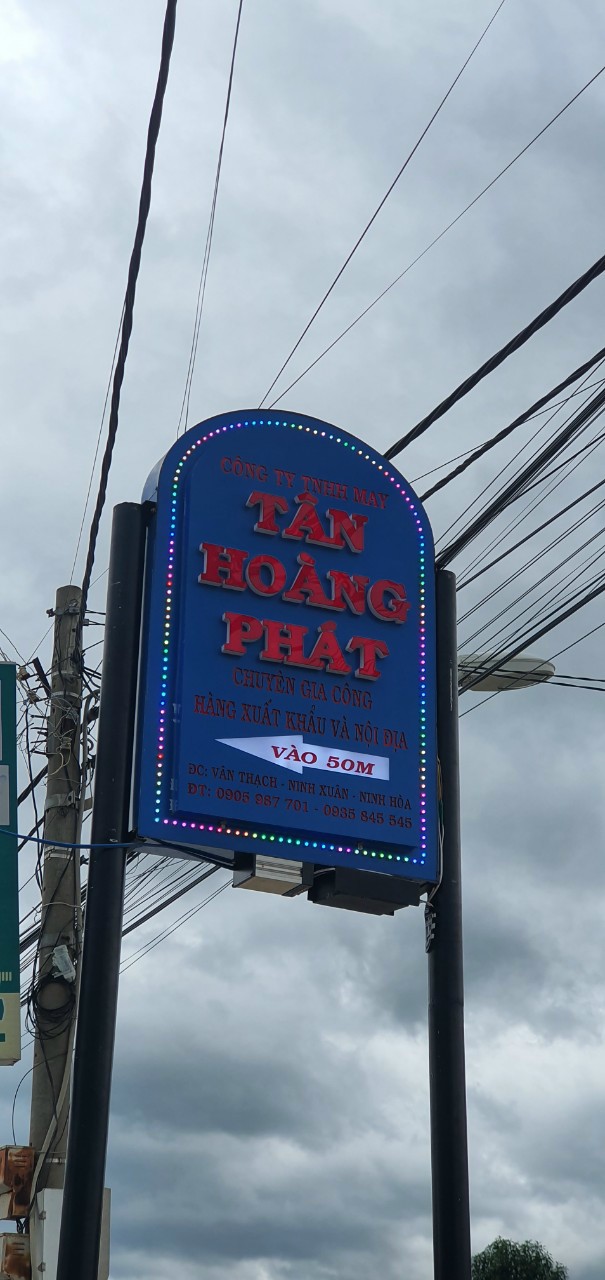 CÔNG TY TNHH MAY
TÂN
HOÀNG
PHÁT
CHUYÊN GIA CÔNG
HÀNG XUẤT KHẨU VÀ NỘI ĐỊA
VÀO 50M
ĐC: VÂN THẠCH - NINH XUÂN - NINH HÒA
ĐT: 0905 987 701 - 0935 845 545